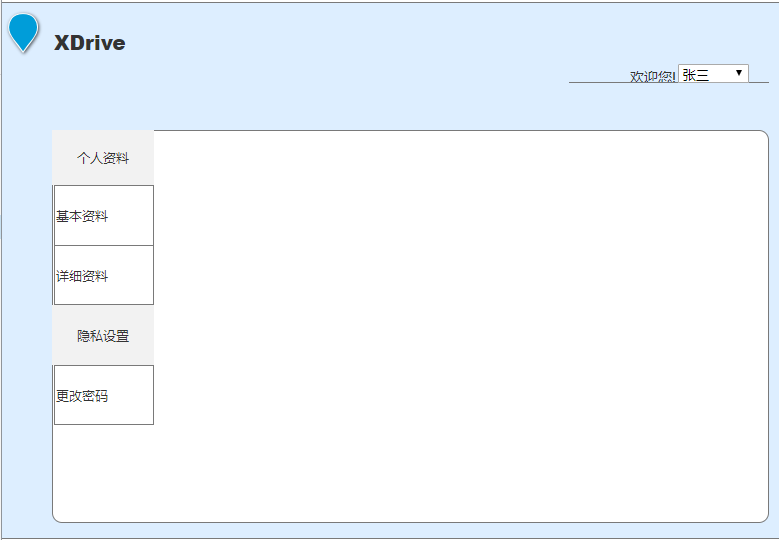 XDrive
欢迎您! 张三
个人资料
基本资料
详细资料
隐私设置
更改密码